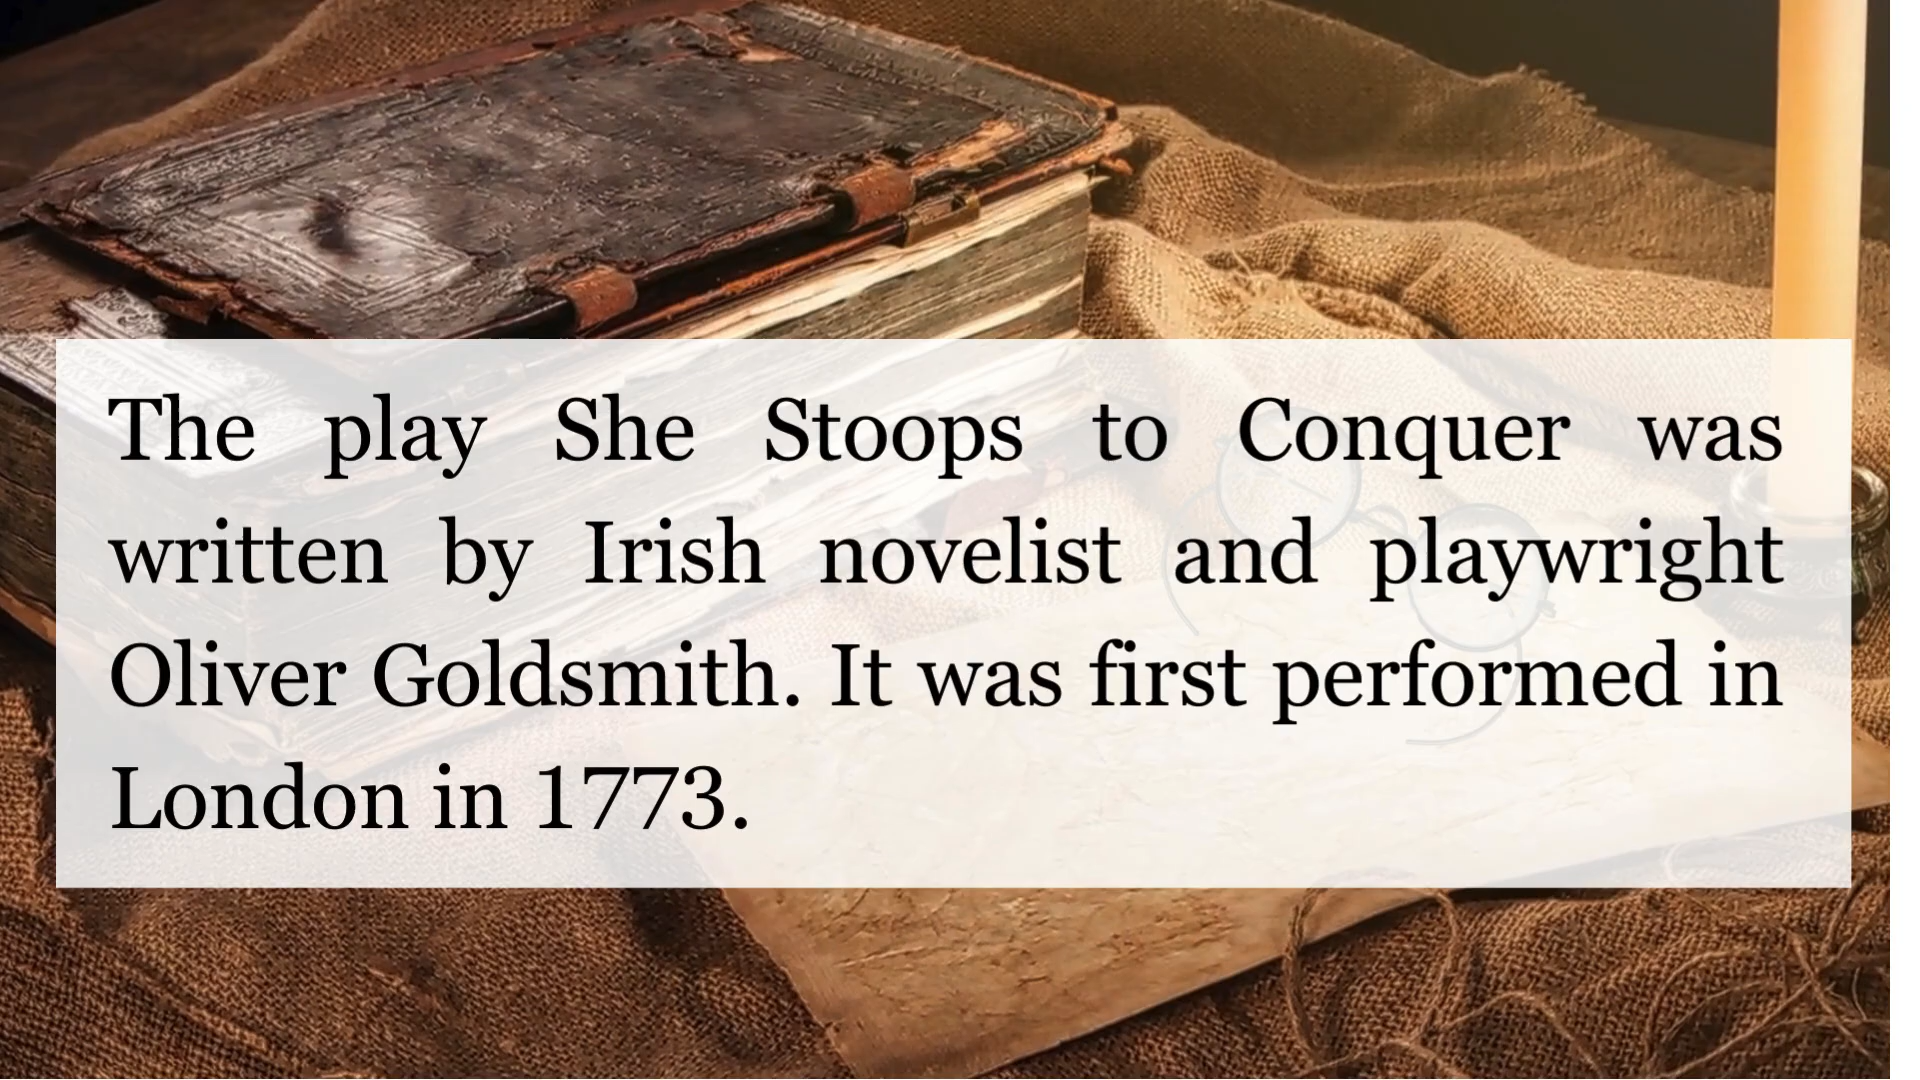 The play She Stoops to Conquer was
written by Irish novelist and playwright
Oliver Goldsmith. It was first performed in
London in 1773.